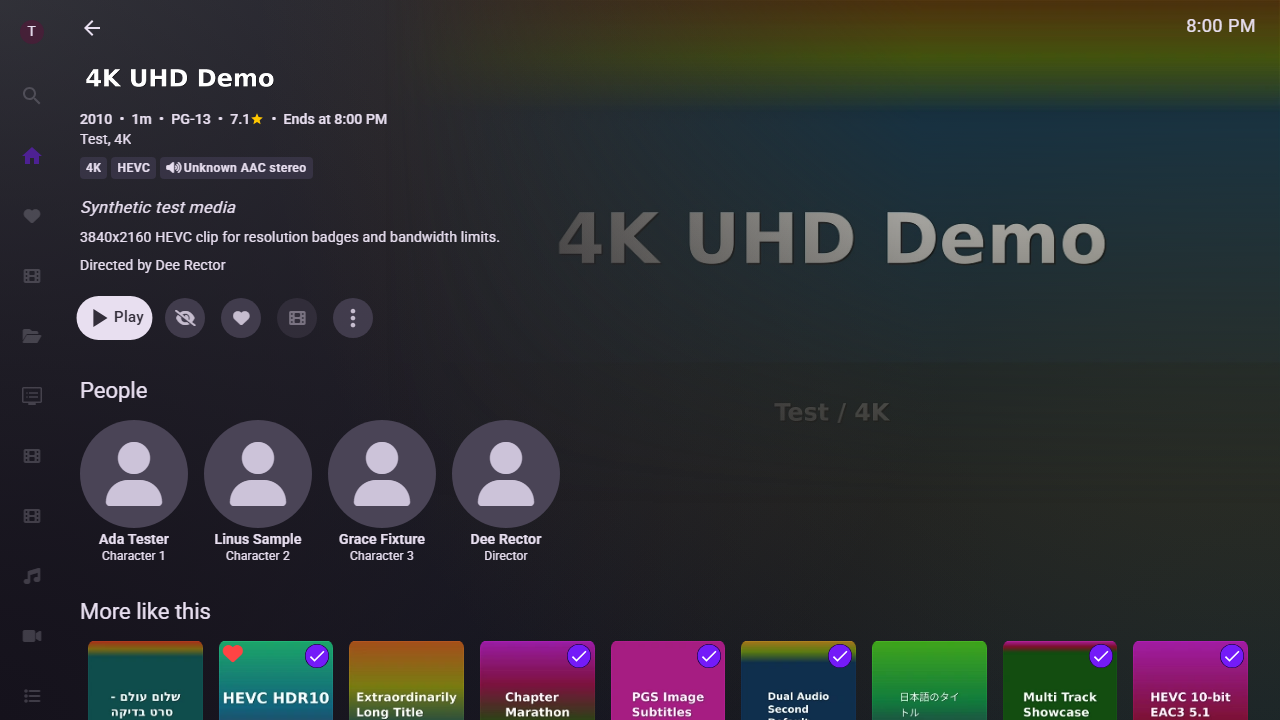 T
8:00 PM
4K UHD Demo
2010 • 1m • PG-13 • 7.1 • Ends at 8:00 PM
Test, 4K
4K HEVC Unknown AAC stereo
Synthetic test media
3840x2160 HEVC clip for resolution badges and bandwidth limits.
Directed by Dee Rector
4K UHD Demo
Test / 4K
Play
People
Ada Tester
Character 1
Linus Sample
Character 2
Grace Fixture
Character 3
Dee Rector
Director
More like this
שלום עולם -
סרט בדיקה
HEVC HDR10
Extraordinarily
Long Title
Chapter
Marathon
PGS Image
Subtitles
Dual Audio
Second
日本語のタイ
トル
Multi Track
Showcase
HEVC 10-bit
EAC3 5.1